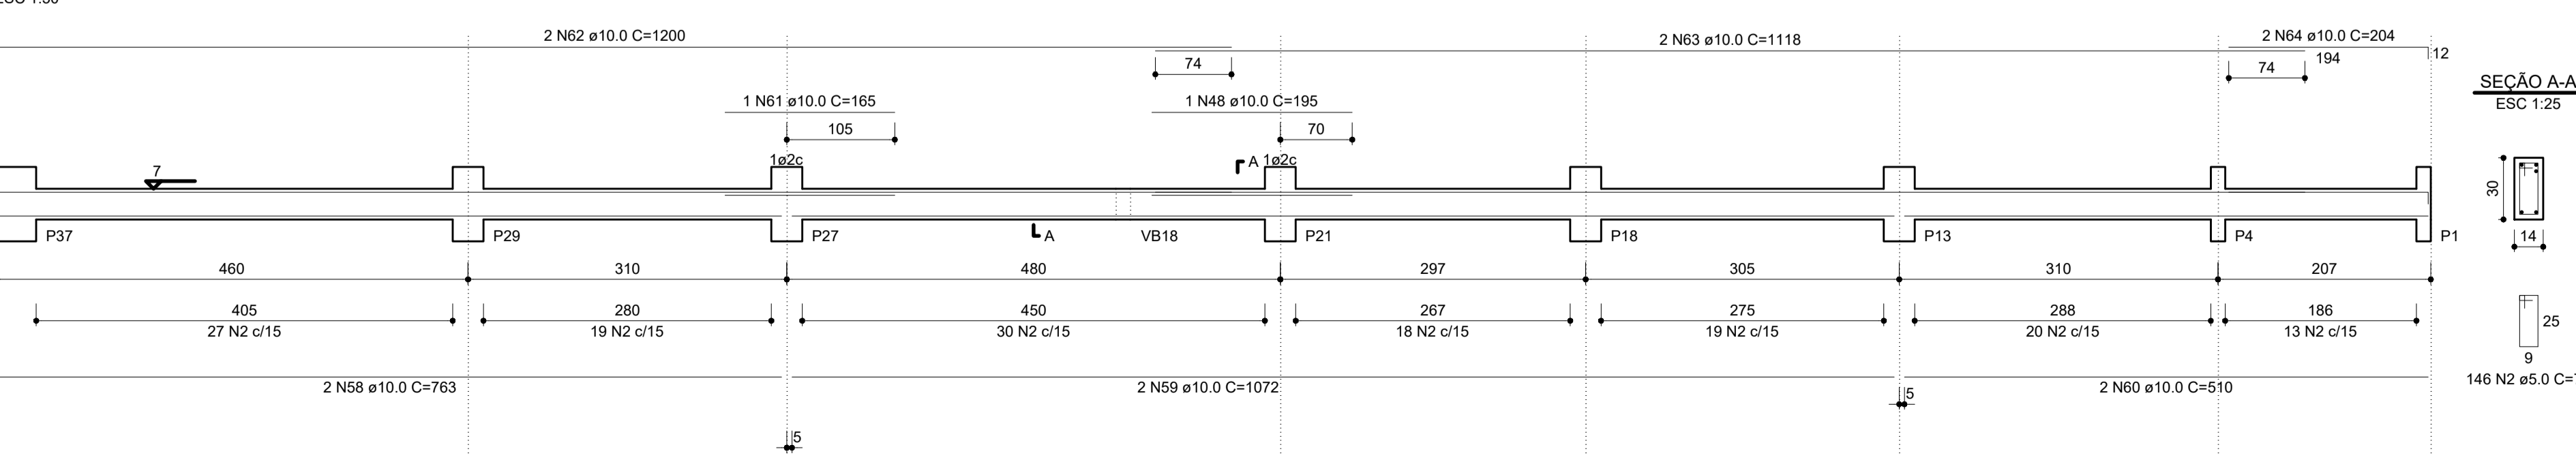 2 N62 ø10.0 C=1200
2 N63 ø10.0 C=1118
2 N64 ø10.0 C=204
12
74
74
194
SEÇÃO A-A
ESC 1:25
1 N61 ø10.0 C=165
1 N48 ø10.0 C=195
105
70
7
1ø2c
A
1ø2c
30
P37
P29
P27
A
VB18
P21
P18
P13
P4
P1
14
460
310
480
297
305
310
207
405
280
450
267
275
288
186
25
27 N2 c/15
19 N2 c/15
30 N2 c/15
18 N2 c/15
19 N2 c/15
20 N2 c/15
13 N2 c/15
9
2 N58 ø10.0 C=763
2 N59 ø10.0 C=1072
2 N60 ø10.0 C=510
146 N2 ø5.0
5
5